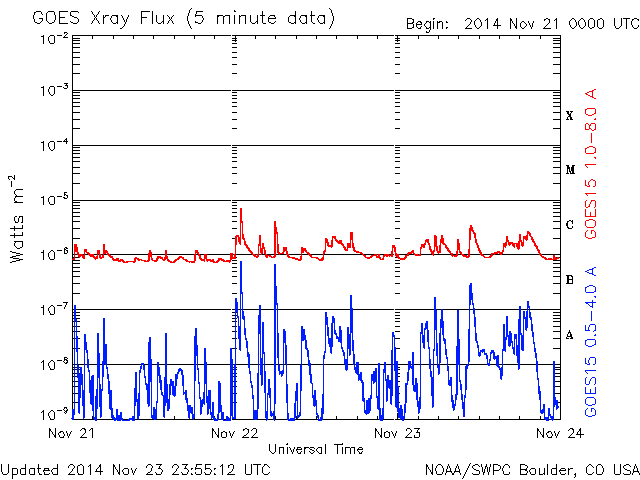 GOES Xray Flux (5 minute data)
Begin: 2014 Nov 21 0000 UTC
10⁻²
10⁻³
10⁻⁴
10⁻⁵
10⁻⁶
10⁻⁷
10⁻⁸
10⁻⁹
Watts m⁻²
X
M
C
B
A
GOES15 1.0-8.0 A
GOES15 0.5-4.0 A
Nov 21 Nov 22 Nov 23 Nov 24
Universal Time
Updated 2014 Nov 23 23:55:12 UTC
NOAA/SWPC Boulder, CO USA